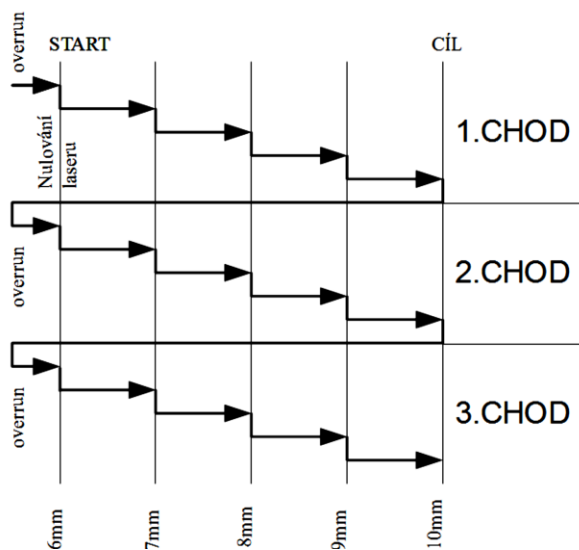 overrun
START
CÍL
Nulování
laseru
1.CHOD
overrun
2.CHOD
overrun
3.CHOD
6mm
7mm
8mm
9mm
10mm